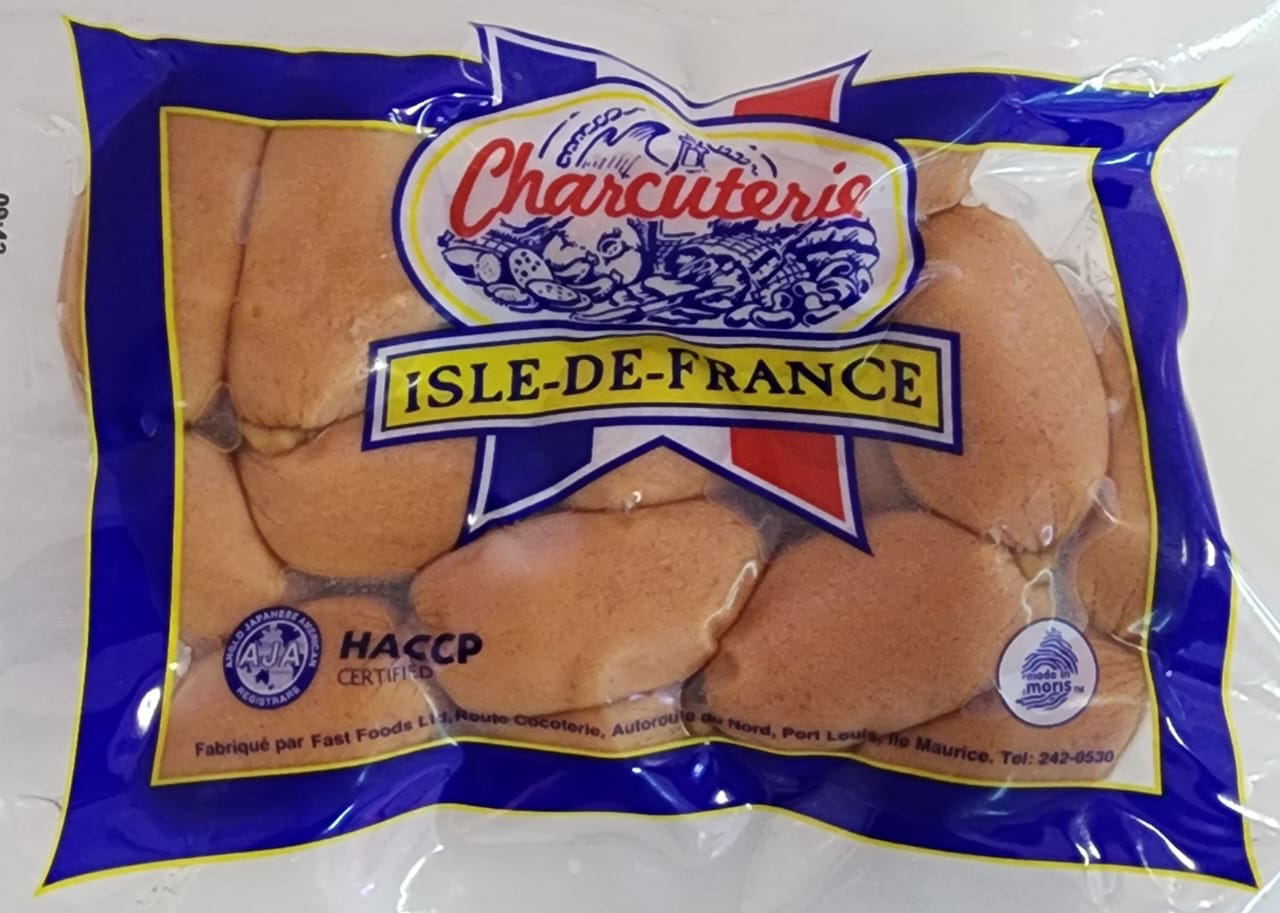 Charcuterie
ISLE-DE-FRANCE
ANGLO JAPANESE AMERICAN
AJA
REGISTRARS
HACCP
CERTIFIED
made in
moris™
Fabriqué par Fast Foods Ltd, Route Cocoterie, Autoroute du Nord, Port Louis, Ile Maurice. Tel: 242-0530